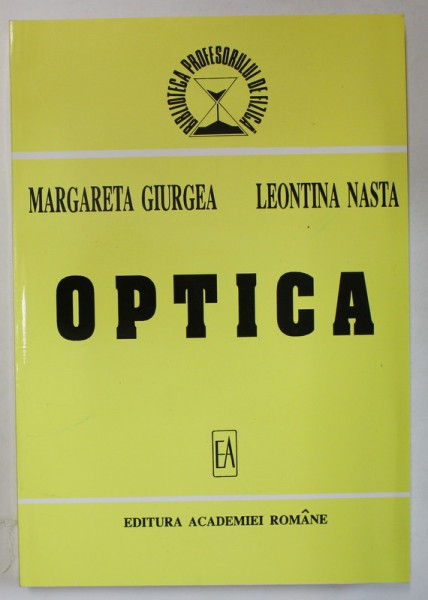 BIBLIOTECA PROFESORULUI DE FIZICĂ
MARGARETA GIURGEA LEONTINA NASTA
OPTICA
EA
EDITURA ACADEMIEI ROMÂNE